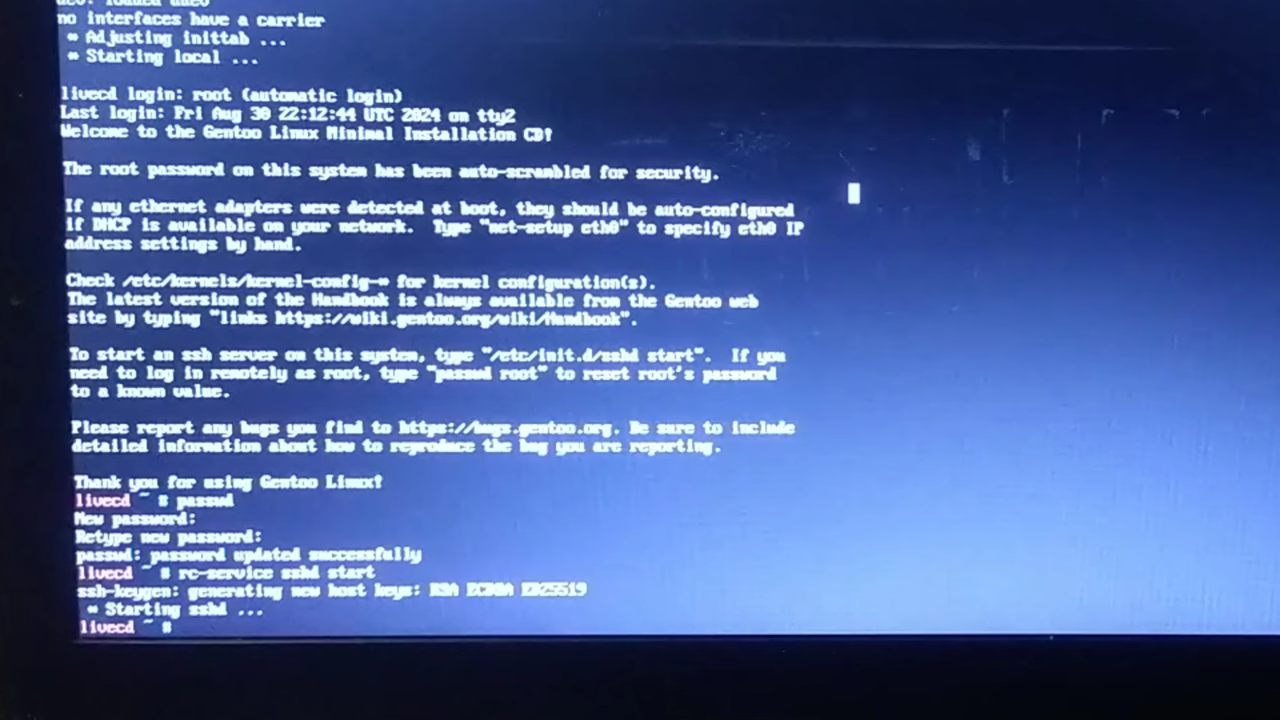 no interfaces have a carrier
* Adjusting inittab ...
* Starting local ...
livecd login: root (automatic login)
Last login: Fri Aug 30 22:12:44 UTC 2024 on tty2
Welcome to the Gentoo Linux Minimal Installation CD!
The root password on this system has been auto-scrambled for security.
If any ethernet adapters were detected at boot, they should be auto-configured
if DHCP is available on your network.  Type "net-setup eth0" to specify eth0 IP
address settings by hand.
Check /etc/kernels/kernel-config-* for kernel configuration(s).
The latest version of the Handbook is always available from the Gentoo web
site by typing "links https://wiki.gentoo.org/wiki/Handbook".
To start an ssh server on this system, type "/etc/init.d/sshd start".  If you
need to log in remotely as root, type "passwd root" to reset root's password
to a known value.
Please report any bugs you find to https://bugs.gentoo.org. Be sure to include
detailed information about how to reproduce the bug you are reporting.
Thank you for using Gentoo Linux!
livecd ~ # passwd
New password:
Retype new password:
passwd: password updated successfully
livecd ~ # rc-service sshd start
ssh-keygen: generating new host keys: RSA ECDSA ED25519
* Starting sshd ...
livecd ~ #